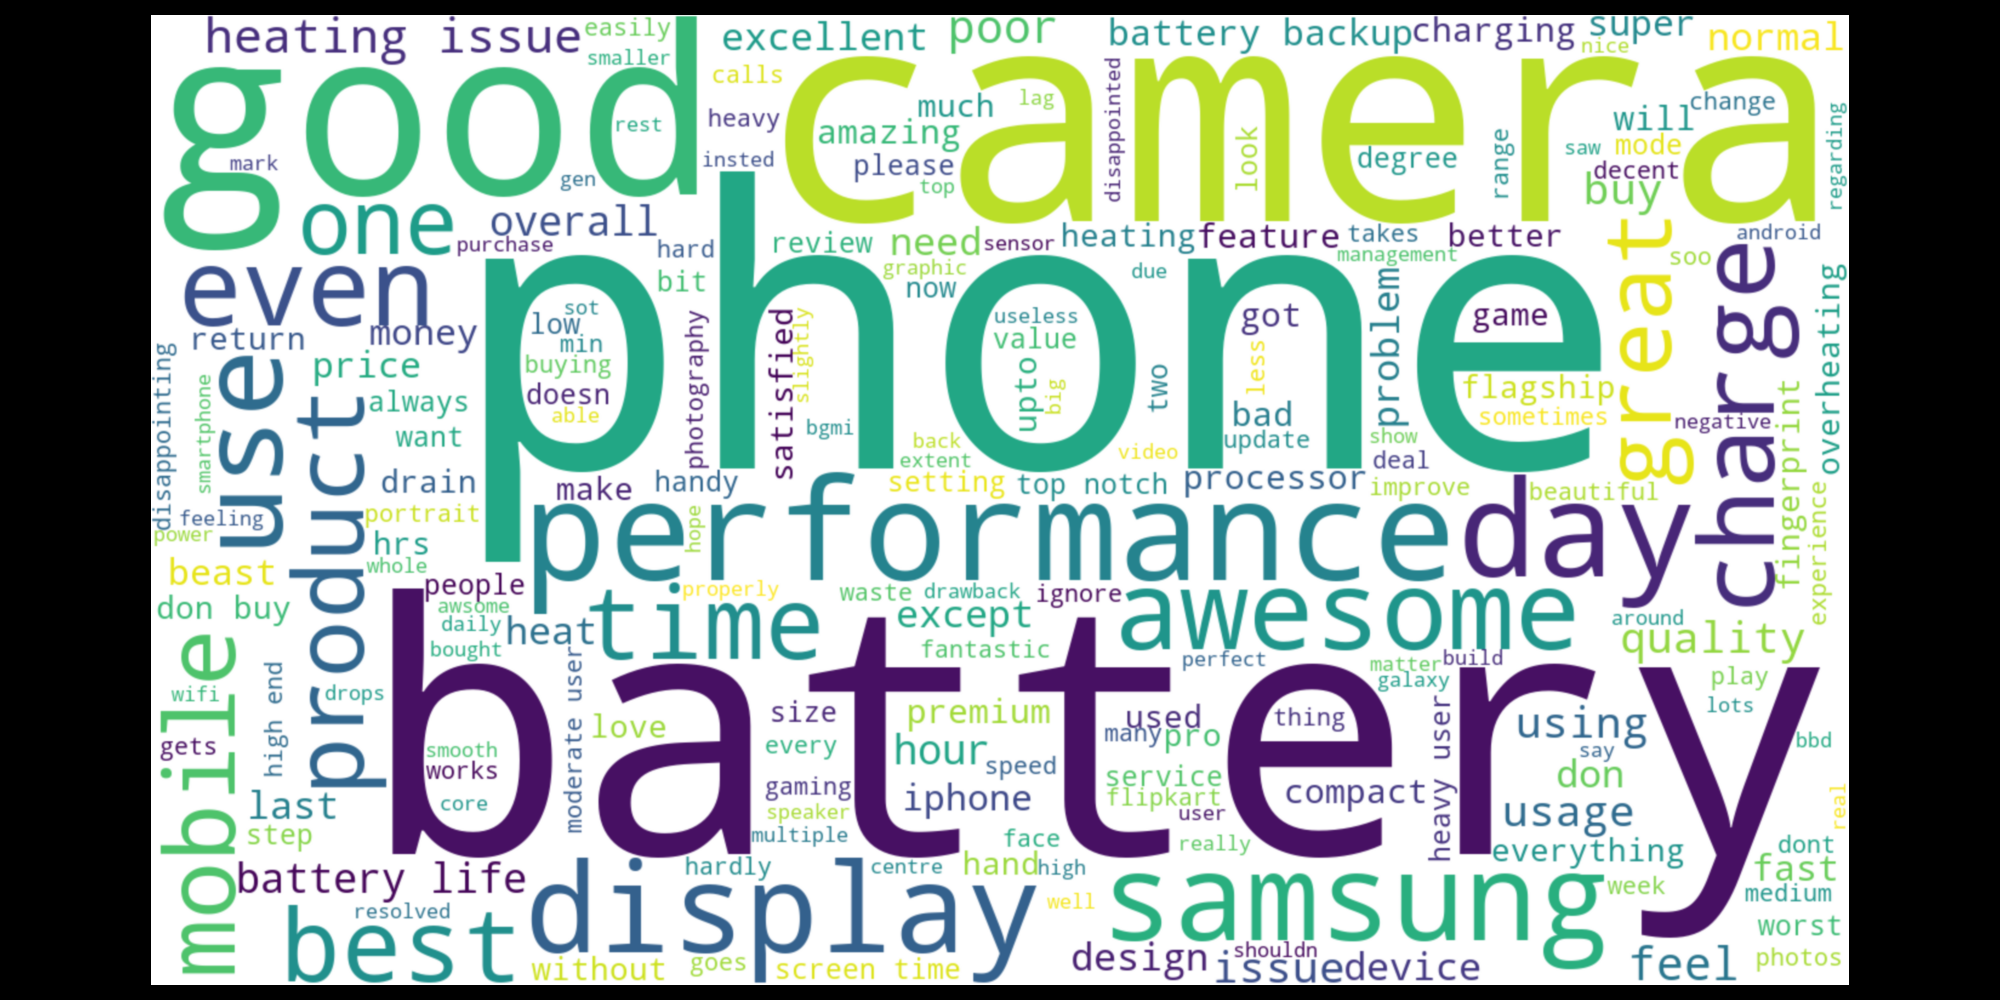 heating issue
easily
smaller
excellent
poor
battery backup
charging
super
nice
normal
good
camera
calls
heavy
much
lag
amazing
please
top
disappointed
look
degree
range
saw
will
mode
change
decent
buy
regarding
rest
mark
gen
insted
one
overall
purchase
hard
bit
review
need
sensor
graphic
now
heating
feature
takes
better
management
due
great
android
soo
charge
overheating
even
return
money
phone
sot
low
min
buying
doesn
able
photography
satisfied
slightly
bgmi
useless
value
upto
big
two
got
less
bad
update
problem
game
flagship
sometimes
negative
fingerprint
disappointing
smartphone
use
product
price
always
want
drain
portrait
hrs
whole
back
extent
video
show
deal
make
handy
setting
top notch
processor
improve
beautiful
feeling
power
hope
performance
day
experience
beast
don buy
people
awsome
daily
bought
heat
time
properly
waste
drawback
ignore
except
fantastic
awesome
around
quality
perfect
matter
build
galaxy
play
lots
bbd
mobile
wifi
gets
high end
drops
battery
smooth
works
core
moderate user
love
size
every
gaming
speaker
multiple
premium
hour
speed
iphone
used
many
pro
service
flipkart
user
really
thing
compact
heavy user
using
say
don
usage
everything
real
last
step
battery life
face
hardly
centre
hand
high
dont
fast
medium
week
worst
photos
best
resolved
display
well
samsung
without
goes
screen time
design
shouldn
issue
device
feel